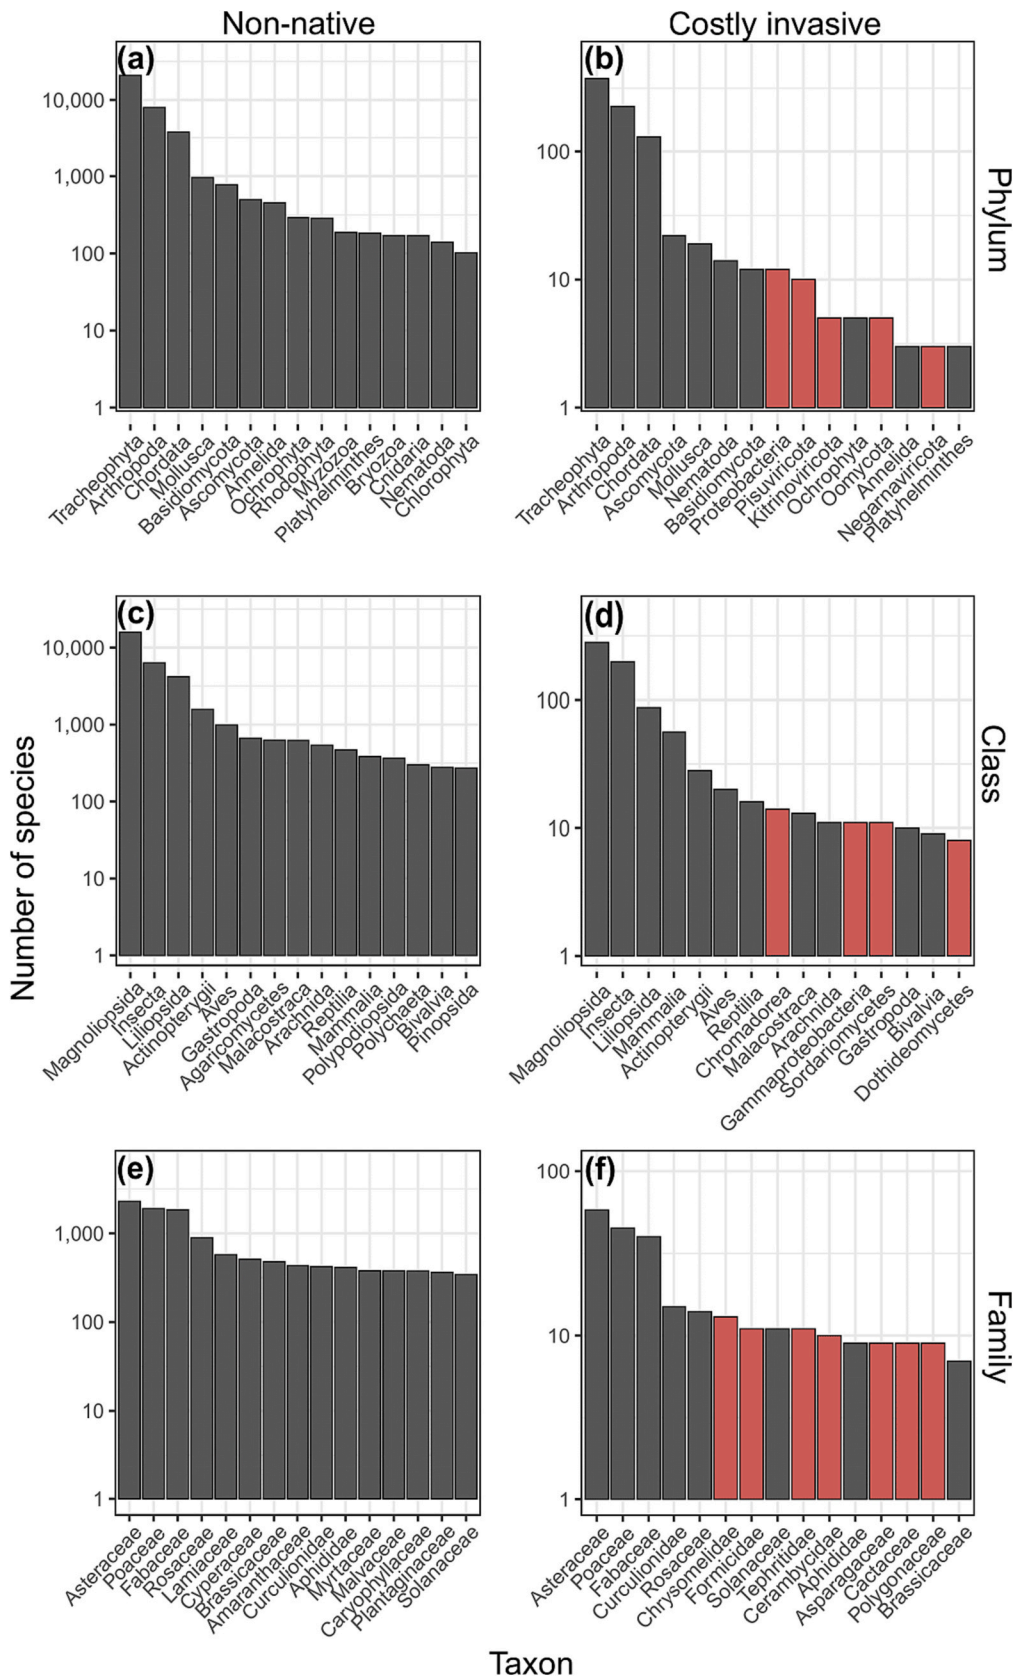 Non-native
Costly invasive
(a)
10,000
1,000
100
10
1
Tracheophyta
Arthropoda
Chordata
Mollusca
Basidiomycota
Ascomycota
Annelida
Ochrophyta
Rhodophyta
Myzozoa
Platyhelminthes
Bryozoa
Cnidaria
Nematoda
Chlorophyta
(b)
100
10
1
Tracheophyta
Arthropoda
Chordata
Ascomycota
Mollusca
Nematoda
Basidiomycota
Proteobacteria
Pisuviricota
Kitrinoviricota
Ochrophyta
Oomycota
Annelida
Negarnaviricota
Platyhelminthes
Phylum
Number of species
(c)
10,000
1,000
100
10
1
Magnoliopsida
Insecta
Liliopsida
Actinopterygii
Aves
Gastropoda
Agaricomycetes
Malacostraca
Arachnida
Reptilia
Mammalia
Polypodiopsida
Polychaeta
Bivalvia
Pinopsida
(d)
100
10
1
Magnoliopsida
Insecta
Liliopsida
Mammalia
Actinopterygii
Aves
Reptilia
Chromadorea
Malacostraca
Arachnida
Gammaproteobacteria
Sordariomycetes
Gastropoda
Bivalvia
Dothideomycetes
Class
(e)
1,000
100
10
1
Asteraceae
Poaceae
Fabaceae
Rosaceae
Lamiaceae
Cyperaceae
Brassicaceae
Amaranthaceae
Curculionidae
Aphididae
Myrtaceae
Malvaceae
Caryophyllaceae
Plantaginaceae
Solanaceae
(f)
100
10
1
Asteraceae
Poaceae
Fabaceae
Curculionidae
Rosaceae
Chrysomelidae
Formicidae
Solanaceae
Tephritidae
Cerambycidae
Aphididae
Asparagaceae
Cactaceae
Polygonaceae
Brassicaceae
Family
Taxon